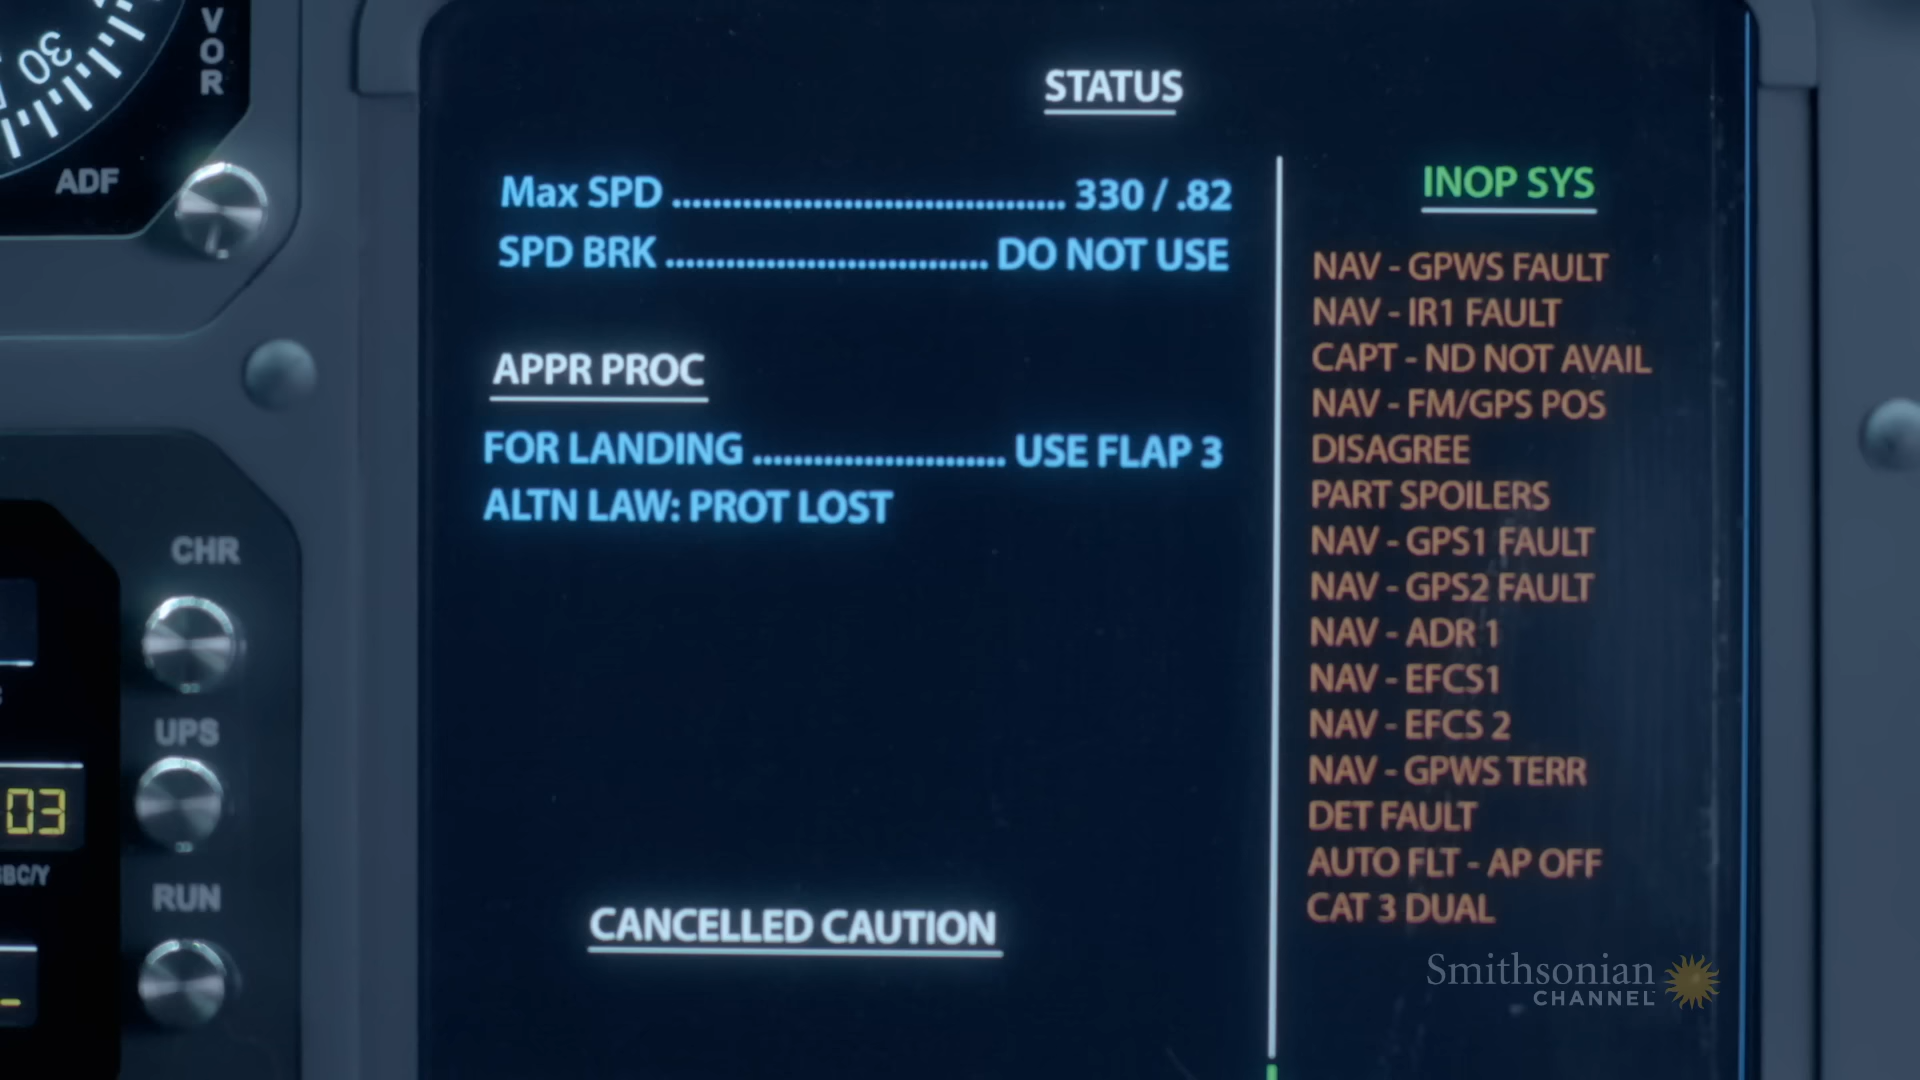 30
VOR
ADF
STATUS
Max SPD ....................................... 330 / .82
SPD BRK ................................ DO NOT USE
APPR PROC
FOR LANDING ......................... USE FLAP 3
ALTN LAW: PROT LOST
CANCELLED CAUTION
INOP SYS
NAV - GPWS FAULT
NAV - IR1 FAULT
CAPT - ND NOT AVAIL
NAV - FM/GPS POS
DISAGREE
PART SPOILERS
NAV - GPS1 FAULT
NAV - GPS2 FAULT
NAV - ADR 1
NAV - EFCS1
NAV - EFCS 2
NAV - GPWS TERR
DET FAULT
AUTO FLT - AP OFF
CAT 3 DUAL
CHR
UPS
03
RUN
Smithsonian
CHANNEL